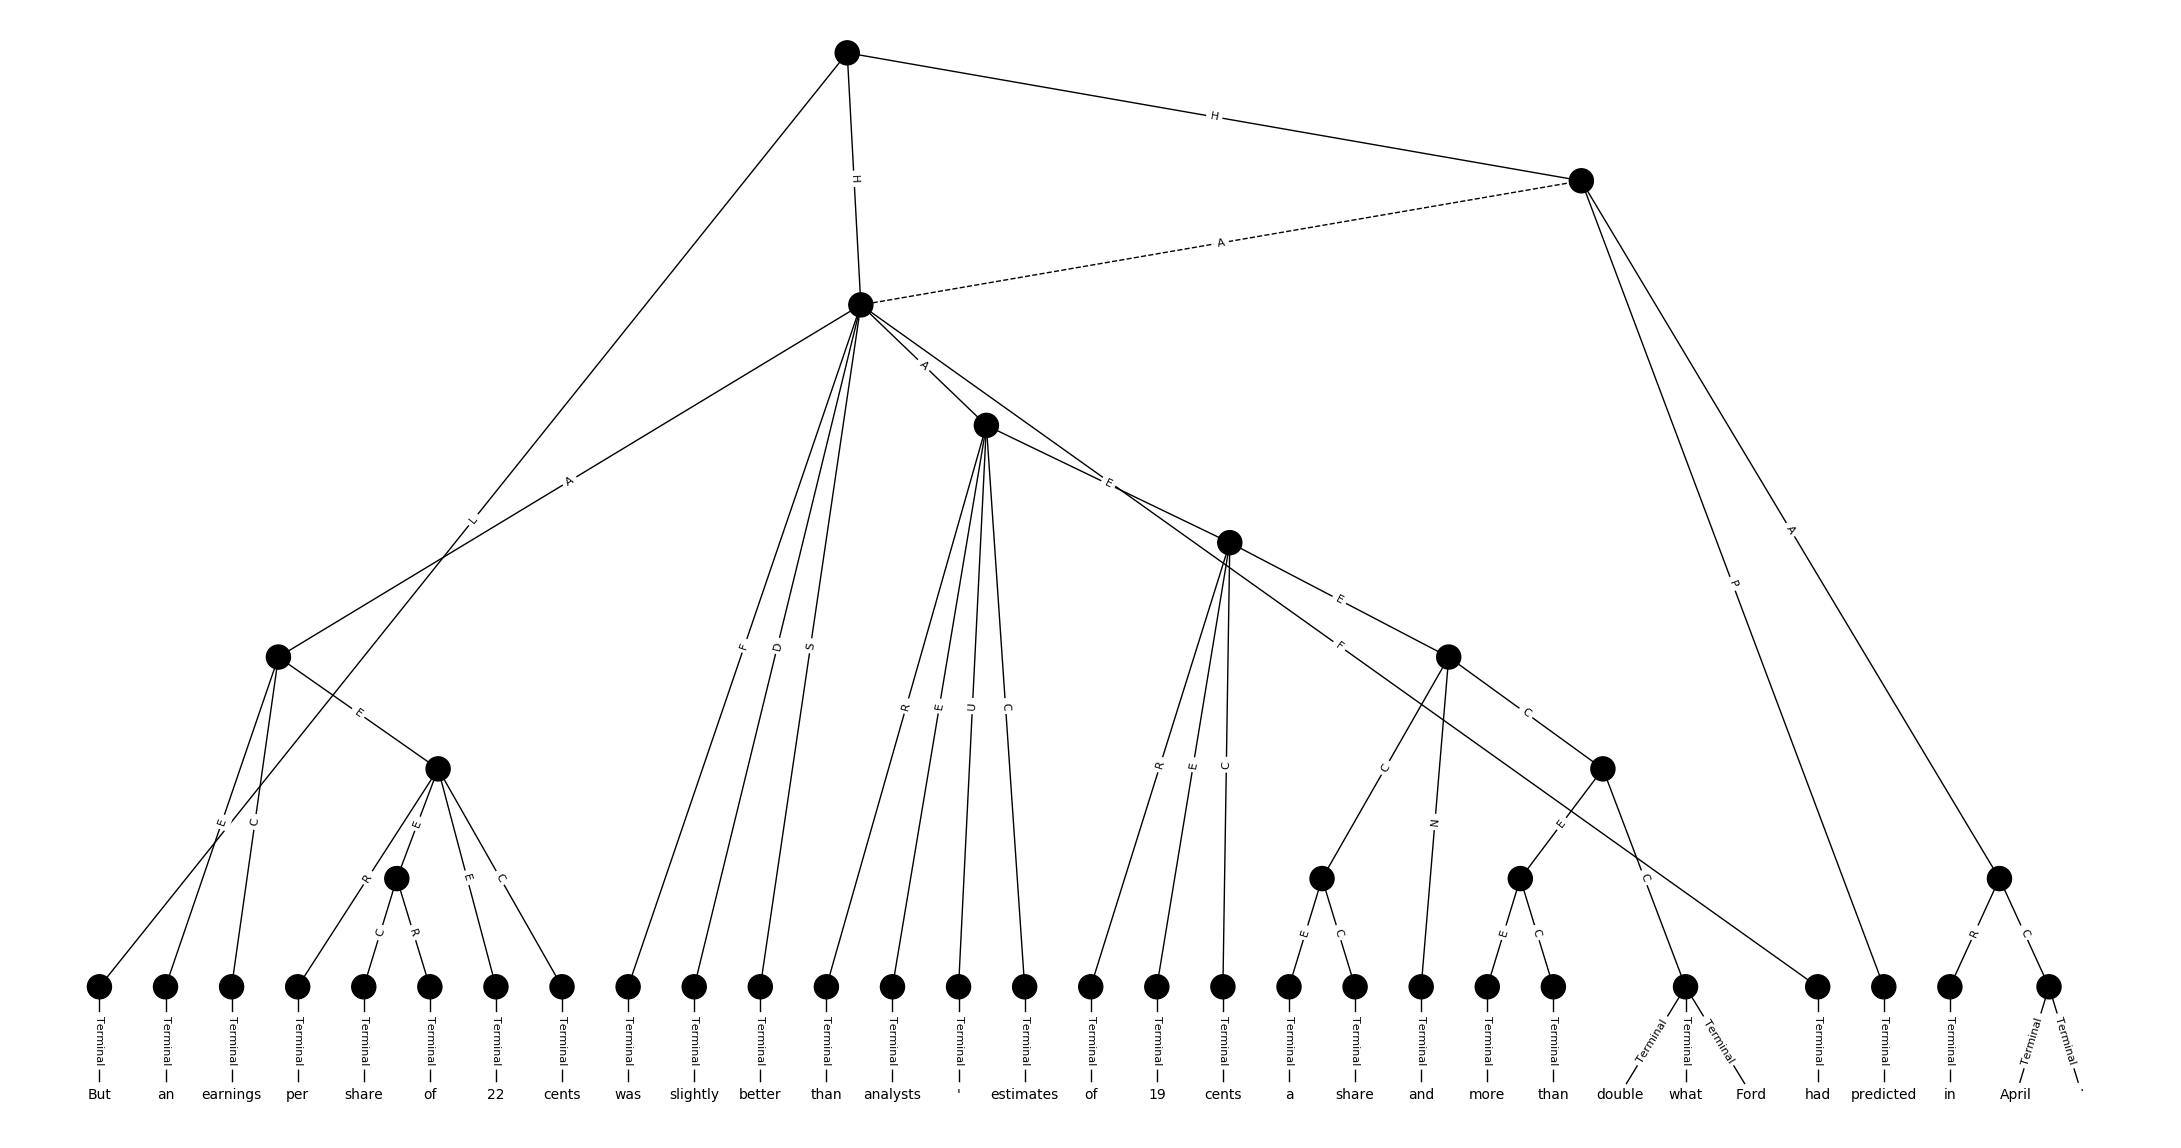 H
H
A
A
A
L
E
A
P
E
F
F
D
S
R
E
U
C
E
C
R
E
C
C
E
C
N
E
C
R
E
E
C
C
R
E
C
E
C
R
C
Terminal Terminal Terminal Terminal Terminal Terminal Terminal Terminal Terminal Terminal Terminal Terminal Terminal Terminal Terminal Terminal Terminal Terminal Terminal Terminal Terminal Terminal Terminal Terminal Terminal Terminal Terminal Terminal Terminal Terminal Terminal
But an earnings per share of 22 cents was slightly better than analysts ' estimates of 19 cents a share and more than double what Ford had predicted in April .